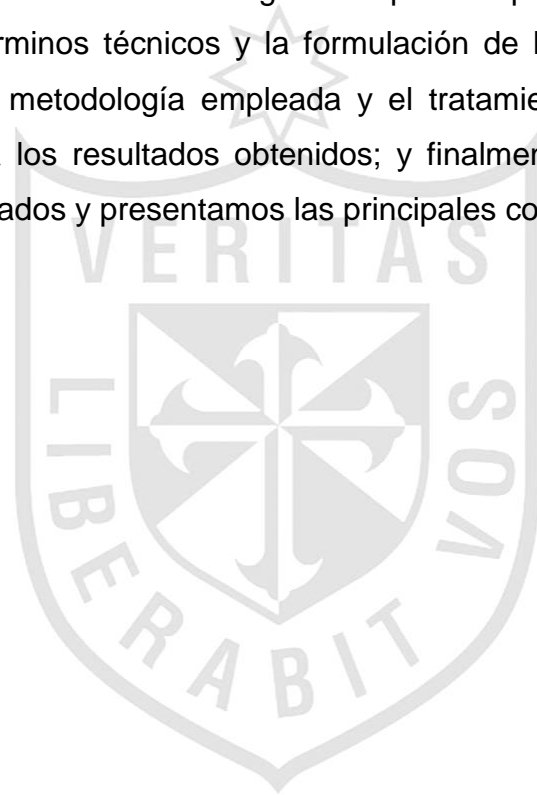 rminos técnicos y la formulación de
metodología empleada y el tratamie
los resultados obtenidos; y finalmen
ados y presentamos las principales co
VERITAS
LIBERABIT
VOS